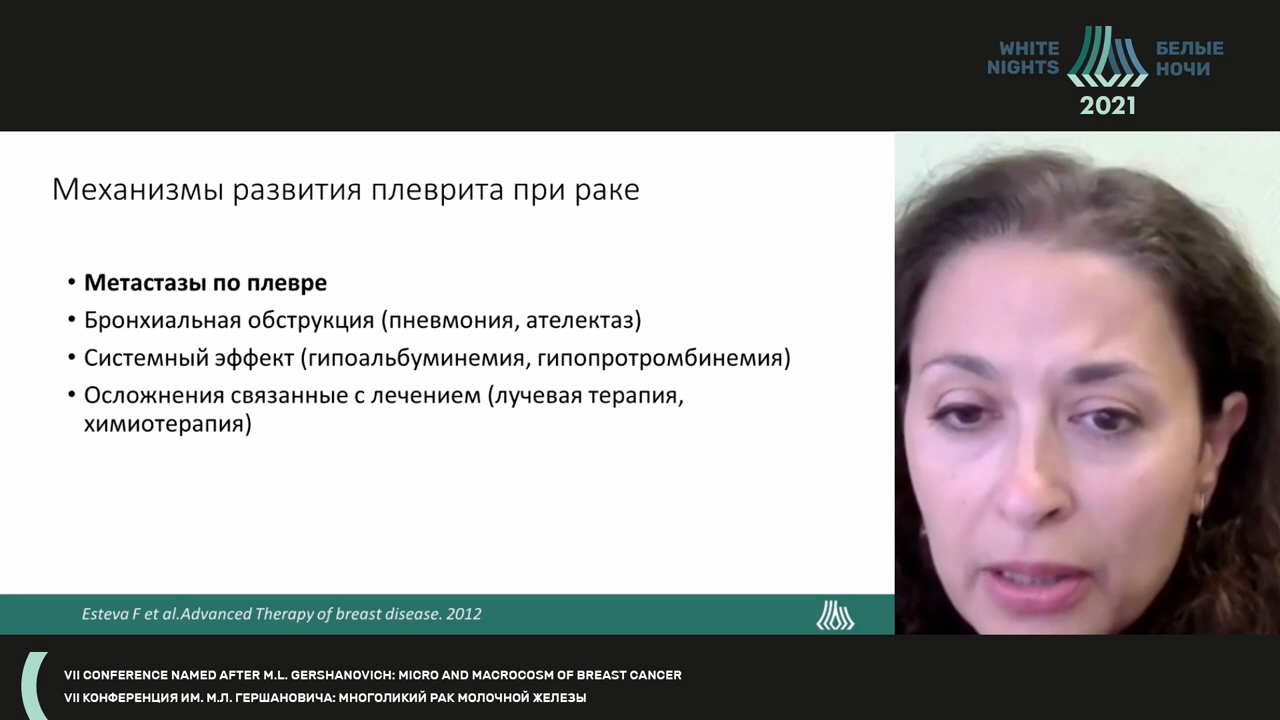 WHITE NIGHTS
БЕЛЫЕ НОЧИ
2021
Механизмы развития плеврита при раке
• Метастазы по плевре
• Бронхиальная обструкция (пневмония, ателектаз)
• Системный эффект (гипоальбуминемия, гипопротромбинемия)
• Осложнения связанные с лечением (лучевая терапия,
химиотерапия)
Esteva F et al.Advanced Therapy of breast disease. 2012
VII CONFERENCE NAMED AFTER M.L. GERSHANOVICH: MICRO AND MACROCOSM OF BREAST CANCER
VII КОНФЕРЕНЦИЯ ИМ. М.Л. ГЕРШАНОВИЧА: МНОГОЛИКИЙ РАК МОЛОЧНОЙ ЖЕЛЕЗЫ